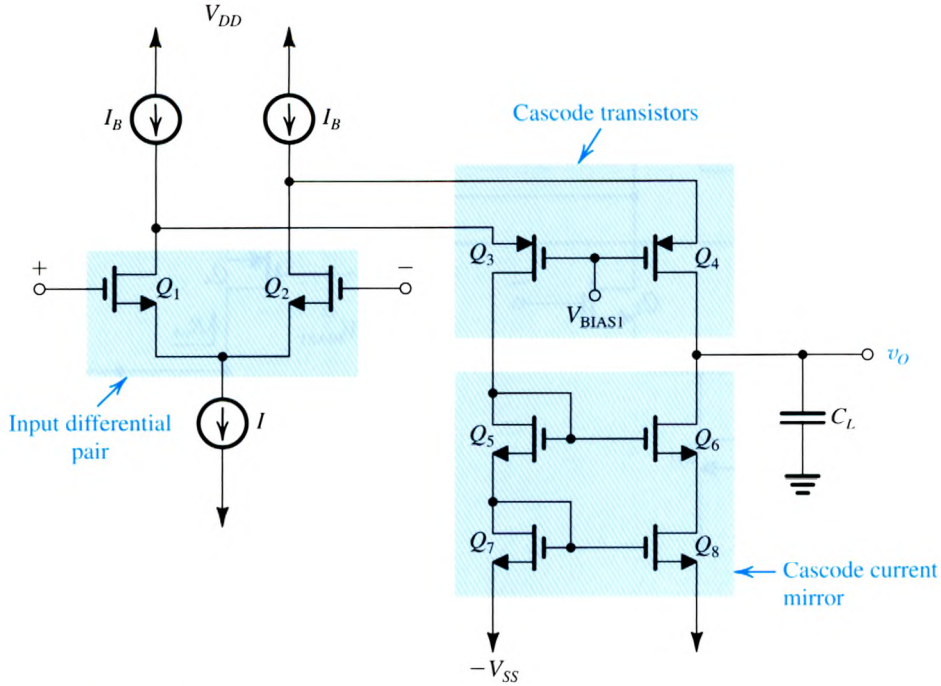 V_DD
I_B
I_B
Cascode transistors
+
Q_1
Q_2
−
Q_3
Q_4
V_BIAS1
v_O
Input differential
pair
I
Q_5
Q_6
C_L
Q_7
Q_8
Cascode current
mirror
−V_SS